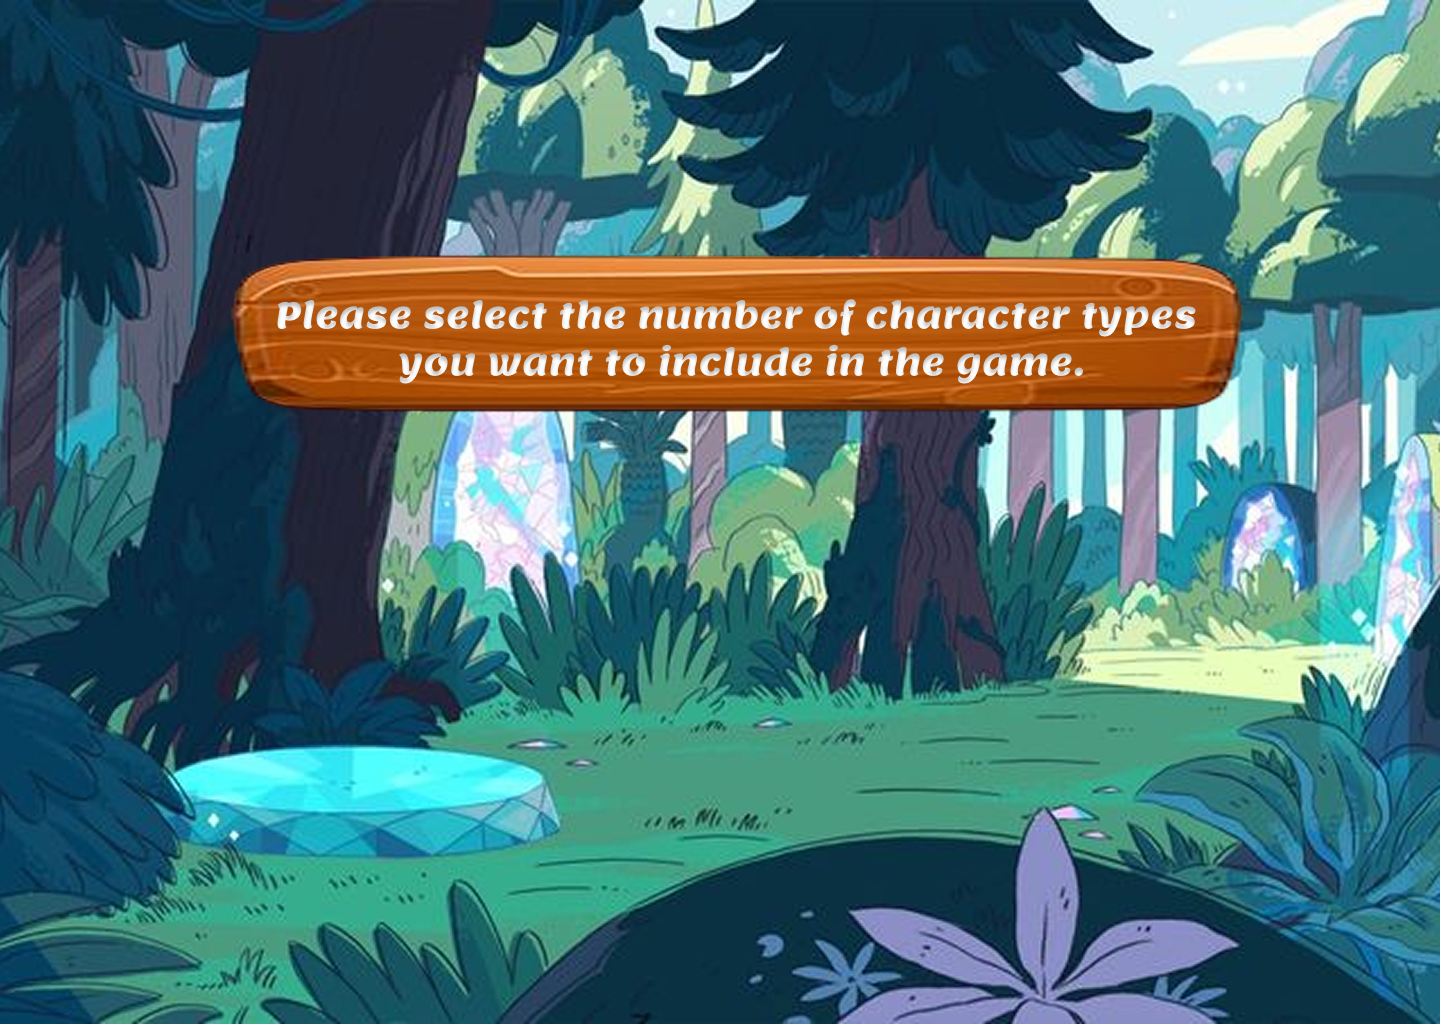 Please select the number of character types
you want to include in the game.